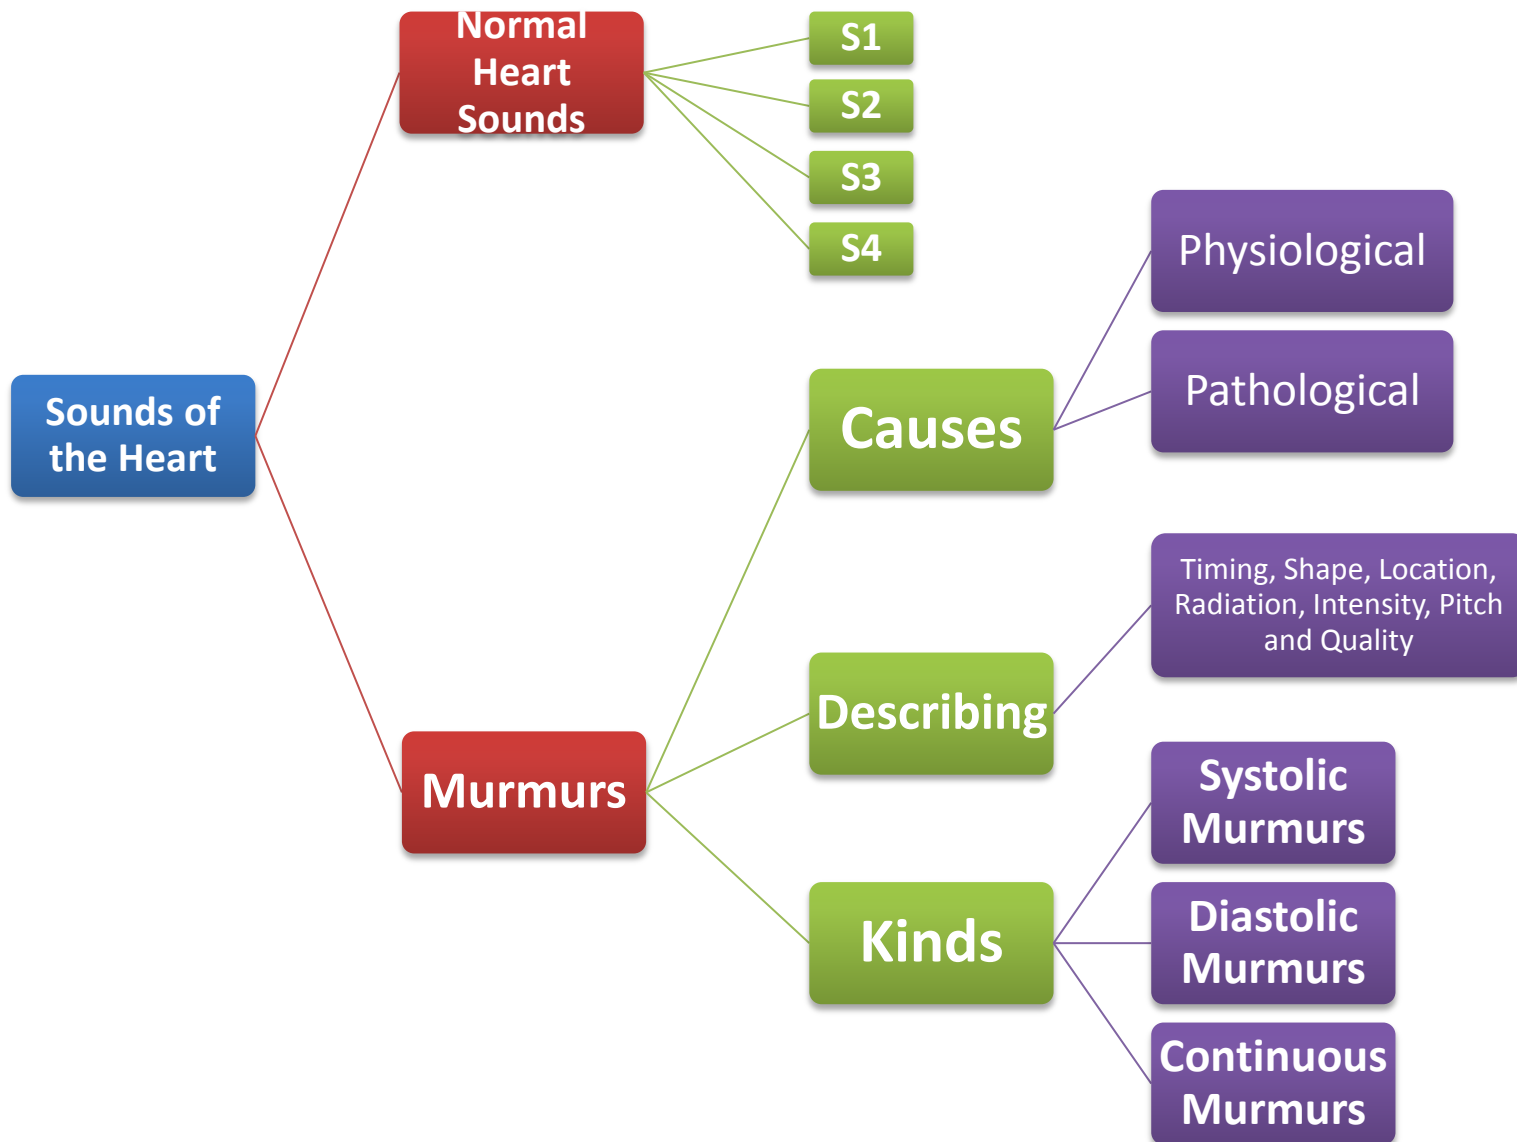 Normal
Heart
Sounds
S1
S2
S3
S4
Sounds of
the Heart
Murmurs
Causes
Physiological
Pathological
Describing
Timing, Shape, Location,
Radiation, Intensity, Pitch
and Quality
Kinds
Systolic
Murmurs
Diastolic
Murmurs
Continuous
Murmurs